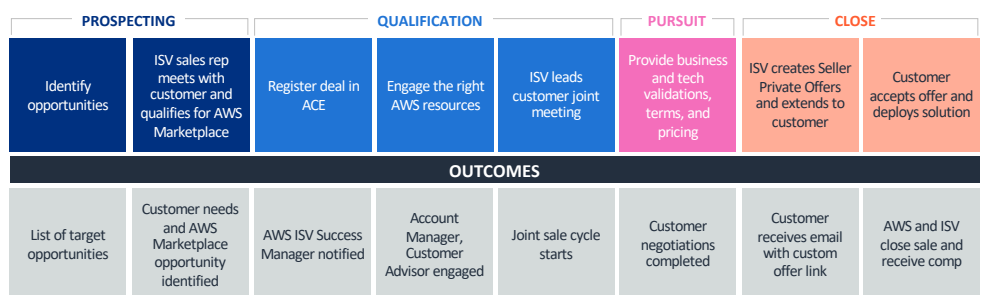 PROSPECTING
QUALIFICATION
PURSUIT
CLOSE
Identify
opportunities
ISV sales rep
meets with
customer and
qualifies for AWS
Marketplace
Register deal in
ACE
Engage the right
AWS resources
ISV leads
customer joint
meeting
Provide business
and tech
validations,
terms, and
pricing
ISV creates Seller
Private Offers
and extends to
customer
Customer
accepts offer and
deploys solution
OUTCOMES
List of target
opportunities
Customer needs
and AWS
Marketplace
opportunity
identified
AWS ISV Success
Manager notified
Account
Manager,
Customer
Advisor engaged
Joint sale cycle
starts
Customer
negotiations
completed
Customer
receives email
with custom
offer link
AWS and ISV
close sale and
receive comp